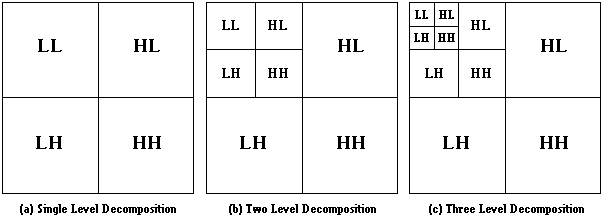 LL HL
LH HH
(a) Single Level Decomposition
LL HL
LH HH
HL
LH HH
(b) Two Level Decomposition
LL HL
LH HH
HL
LH HH
HL
LH HH
(c) Three Level Decomposition